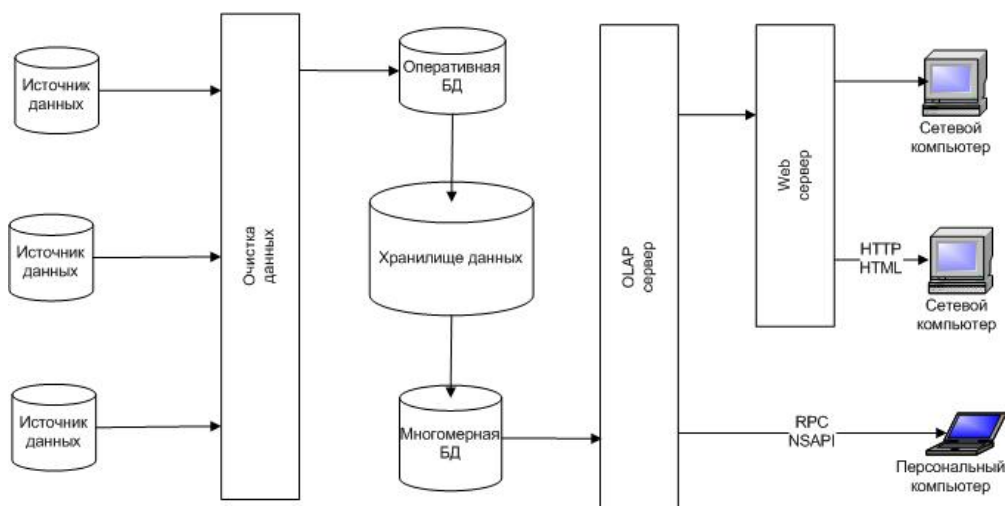 Источник
данных
Источник
данных
Источник
данных
Очистка
данных
Оперативная
БД
Хранилище данных
Многомерная
БД
OLAP
сервер
Web
сервер
Сетевой
компьютер
HTTP
HTML
Сетевой
компьютер
RPC
NSAPI
Персональный
компьютер